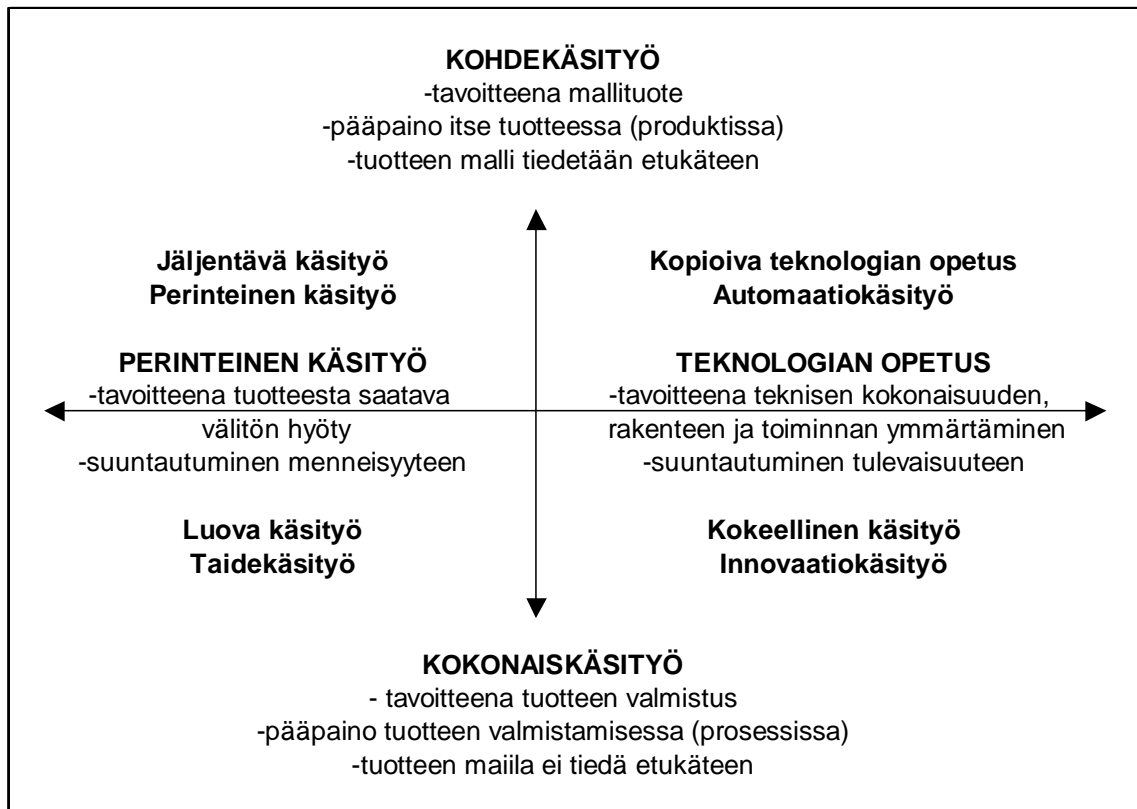 KOHDEKÄSITYÖ
-tavoitteena mallituote
-pääpaino itse tuotteessa (produktissa)
-tuotteen malli tiedetään etukäteen
Jäljentävä käsityö
Perinteinen käsityö
Kopioiva teknologian opetus
Automaatiokäsityö
PERINTEINEN KÄSITYÖ
-tavoitteena tuotteesta saatava
välitön hyöty
-suuntautuminen menneisyyteen
TEKNOLOGIAN OPETUS
-tavoitteena teknisen kokonaisuuden,
rakenteen ja toiminnan ymmärtäminen
-suuntautuminen tulevaisuuteen
Luova käsityö
Taidekäsityö
Kokeellinen käsityö
Innovaatiokäsityö
KOKONAISKÄSITYÖ
- tavoitteena tuotteen valmistus
-pääpaino tuotteen valmistamisessa (prosessissa)
-tuotteen maiila ei tiedä etukäteen